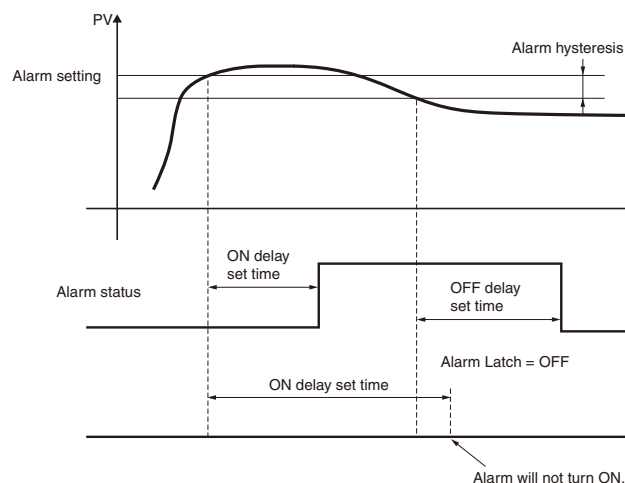 PV
Alarm hysteresis
Alarm setting
ON delay
set time
Alarm status
OFF delay
set time
Alarm Latch = OFF
ON delay set time
Alarm will not turn ON.